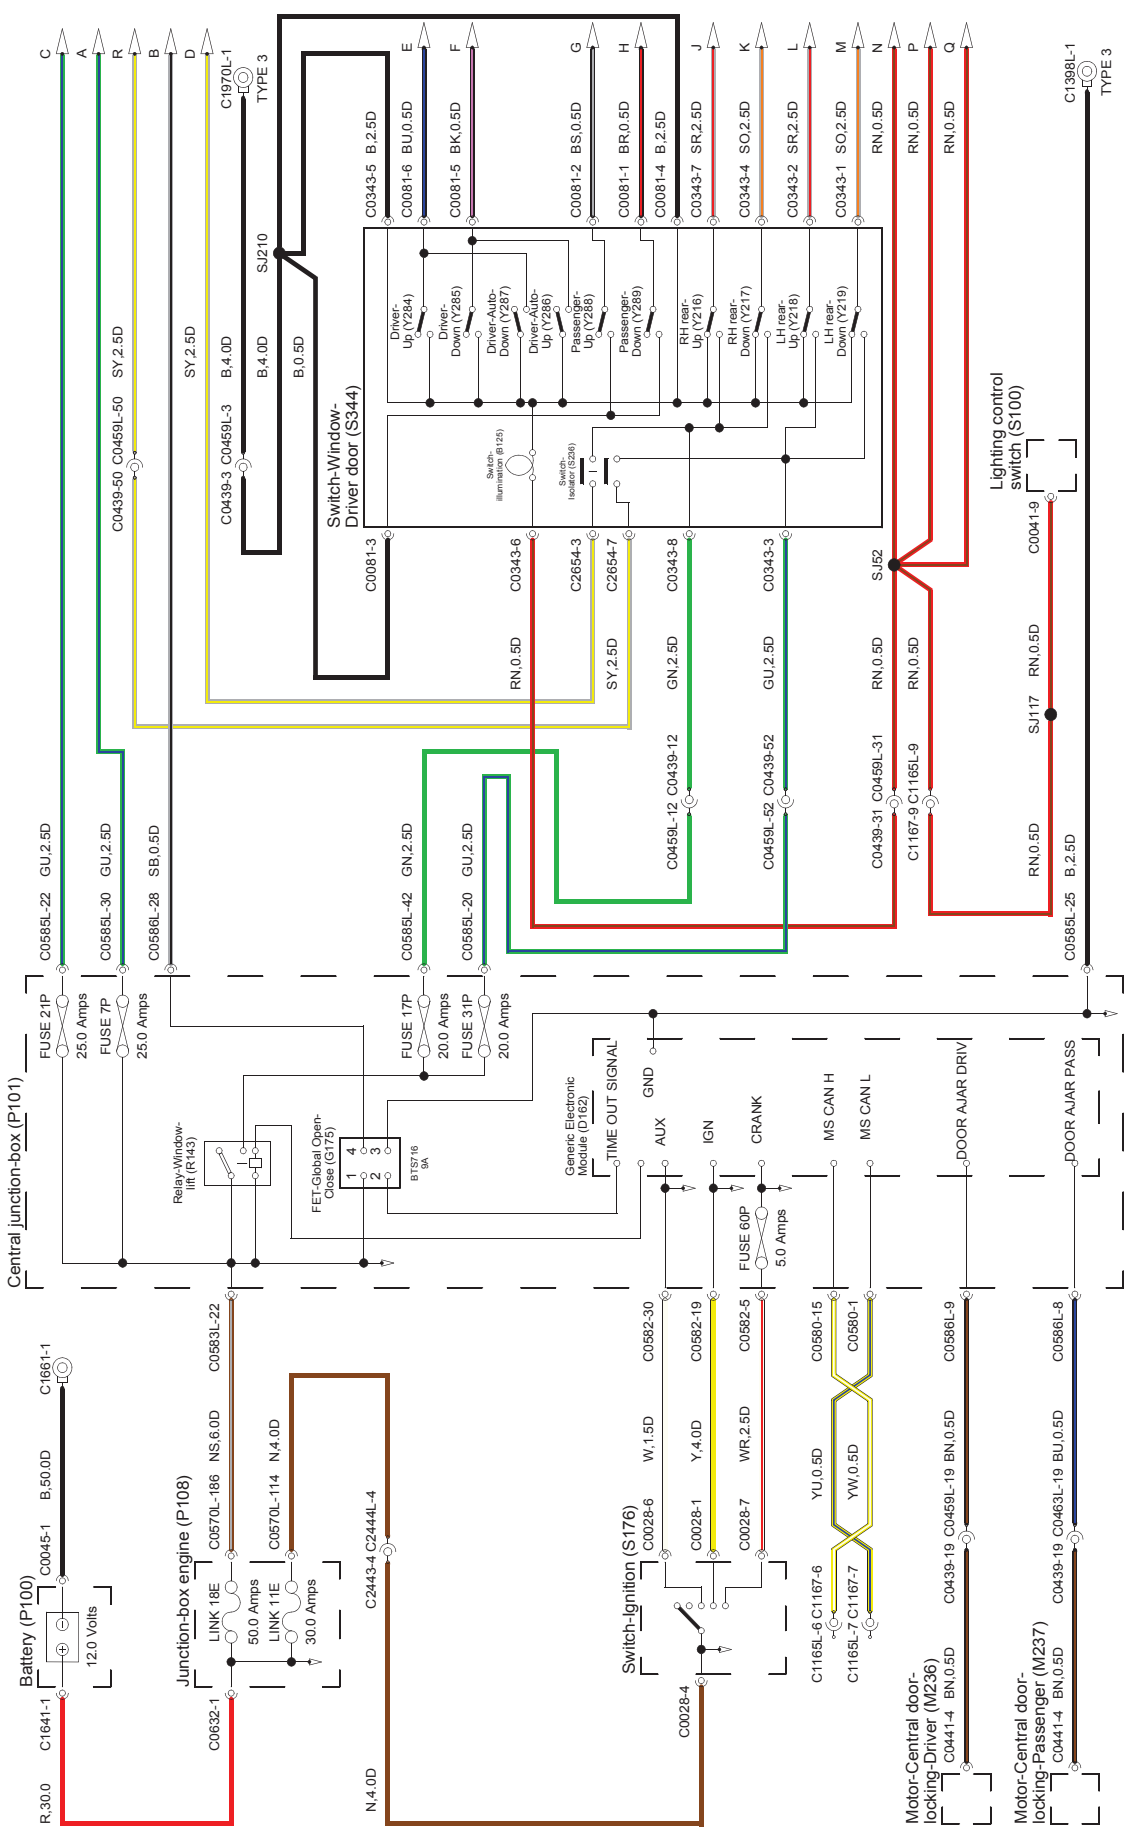 C
A
R
B
D
C1970L-1
TYPE 3
E
F
G
H
J
K
L
M
N
P
Q
C1398L-1
TYPE 3
B,2.5D
BU,0.5D
BK,0.5D
BS,0.5D
BR,0.5D
B,2.5D
SR,2.5D
SO,2.5D
SR,2.5D
SO,2.5D
RN,0.5D
RN,0.5D
RN,0.5D
C0343-5
C0081-6
C0081-5
C0081-2
C0081-1
C0081-4
C0343-7
C0343-4
C0343-2
C0343-1
SJ210
SY,2.5D
SY,2.5D
B,4.0D
B,4.0D
B,0.5D
C0459L-50
C0439-50
C0459L-3
C0439-3
Driver-
Up (Y284)
Driver-
Down (Y285)
Driver-Auto-
Down (Y287)
Driver-Auto-
Up (Y286)
Passenger-
Up (Y288)
Passenger-
Down (Y289)
RH rear-
Up (Y216)
RH rear-
Down (Y217)
LH rear-
Up (Y218)
LH rear-
Down (Y219)
Switch-
illumination (B125)
Switch-
Isolator (S236)
Switch-Window-
Driver door (S344)
Lighting control
switch (S100)
C0081-3
C0343-6
C2654-3
C2654-7
C0343-8
C0343-3
SJ52
C0041-9
RN,0.5D
SY,2.5D
GN,2.5D
GU,2.5D
RN,0.5D
RN,0.5D
RN,0.5D
SJ117
C0439-12
C0459L-12
C0439-52
C0459L-52
C0459L-31
C0439-31
C1165L-9
C1167-9
RN,0.5D
B,2.5D
C0585L-25
GU,2.5D
C0585L-22
GU,2.5D
C0585L-30
SB,0.5D
C0586L-28
GN,2.5D
C0585L-42
GU,2.5D
C0585L-20
Central junction-box (P101)
FUSE 21P
25.0 Amps
FUSE 7P
25.0 Amps
FUSE 17P
20.0 Amps
FUSE 31P
20.0 Amps
Relay-Window-
lift (R143)
FET-Global Open-
Close (G175)
4
3
1
2
BTS716
9A
Generic Electronic
Module (D162)
TIME OUT SIGNAL
GND
AUX
IGN
CRANK
MS CAN H
MS CAN L
DOOR AJAR DRIV
DOOR AJAR PASS
FUSE 60P
5.0 Amps
C0583L-22
C0582-30
C0582-19
C0582-5
C0580-15
C0580-1
C0586L-9
C0586L-8
C1661-1
B,50.0D
C0045-1
NS,6.0D
C0570L-186
N,4.0D
C0570L-114
W,1.5D
Y,4.0D
WR,2.5D
YU,0.5D
YW,0.5D
BN,0.5D
BU,0.5D
C0459L-19
C0439-19
C0463L-19
C0439-19
C2444L-4
C2443-4
C0028-6
C0028-1
C0028-7
Switch-Ignition (S176)
C1167-6
C1165L-6
C1167-7
C1165L-7
Battery (P100)
12.0 Volts
Junction-box engine (P108)
LINK 18E
50.0 Amps
LINK 11E
30.0 Amps
C1641-1
C0632-1
C0028-4
R,30.0
N,4.0D
BN,0.5D
C0441-4
BN,0.5D
C0441-4
Motor-Central door-
locking-Driver (M236)
Motor-Central door-
locking-Passenger (M237)